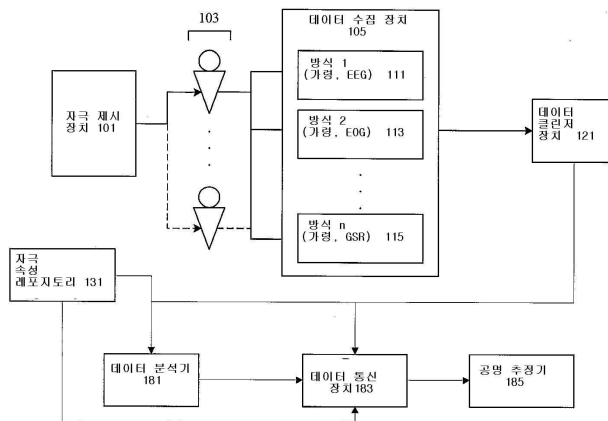 103
데이터 수집 장치
105
방식 1
(가령, EEG) 111
방식 2
(가령, EOG) 113
방식 n
(가령, GSR) 115
자극 제시
장치 101
데이터
클린저
장치 121
자극
속성
레포지토리 131
데이터 분석기
181
데이터 통신
장치183
공명 추정기
185